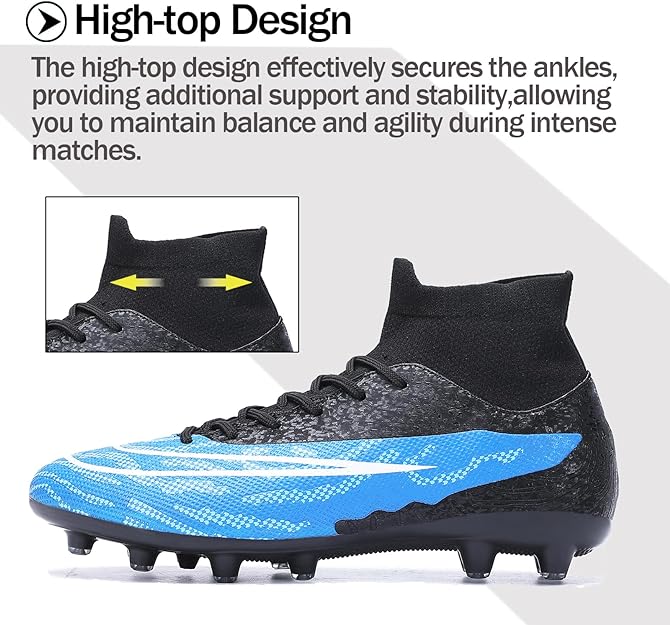 High-top Design
The high-top design effectively secures the ankles,
providing additional support and stability,allowing
you to maintain balance and agility during intense
matches.